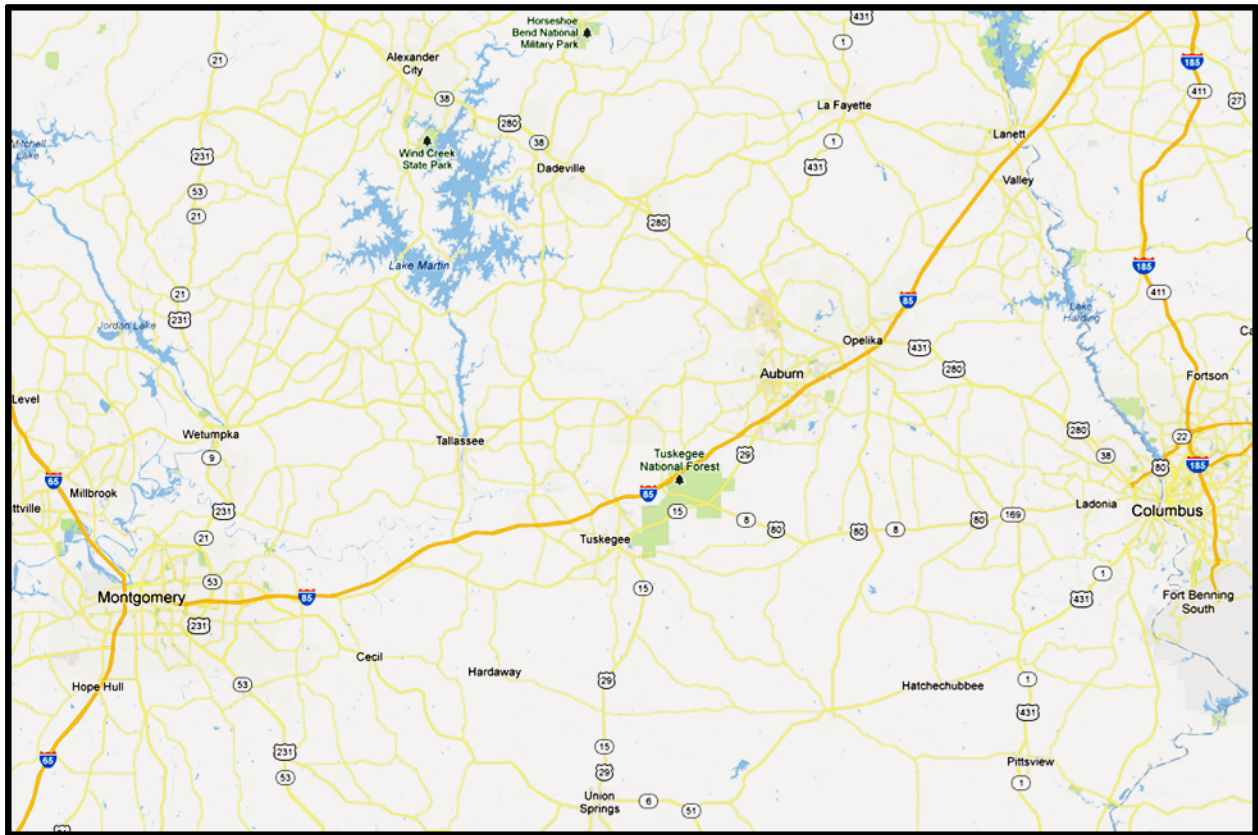 Horseshoe
Bend National
Military Park
431
1
21
Alexander
City
185
411
27
38
280
38
La Fayette
Lanett
1
431
Mitchell
Lake
231
Wind Creek
State Park
Dadeville
Valley
53
21
280
Lake Martin
185
411
21
231
85
Lake
Harding
Jordan Lake
Opelika
431
280
Auburn
Fortson
Level
Wetumpka
Tallassee
9
280
38
22
80
185
Tuskegee
National Forest
29
65
Millbrook
85
ttville
231
15
8
80
80
8
80
169
Ladonia
Columbus
21
Tuskegee
53
15
1
431
Montgomery
85
231
Fort Benning
South
Cecil
Hardaway
Hope Hull
53
29
Hatchechubbee
1
431
231
53
15
29
65
Pittsview
1
Union
Springs
6
51